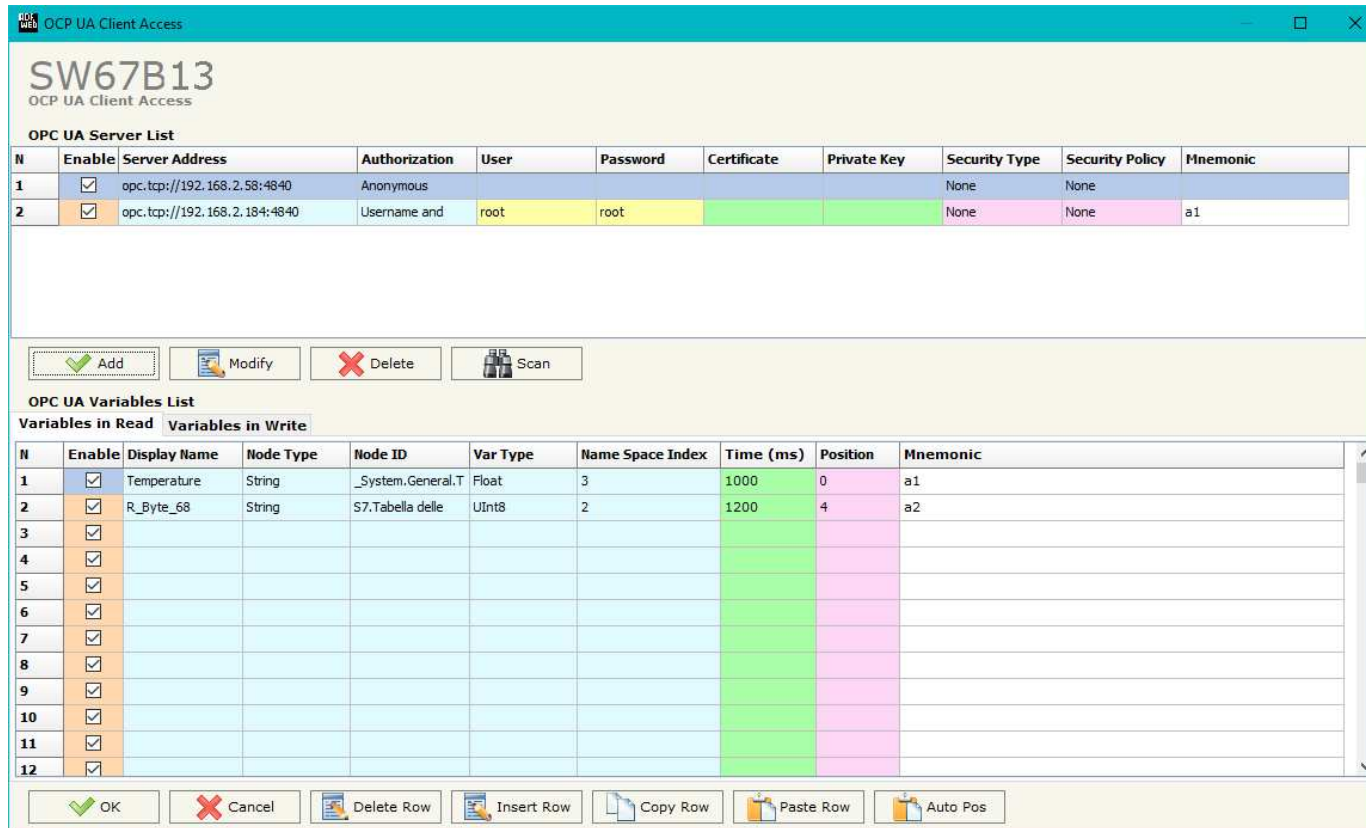 ADF WEB OCP UA Client Access
SW67B13
OCP UA Client Access
OPC UA Server List
N Enable Server Address Authorization User Password Certificate Private Key Security Type Security Policy Mnemonic
1 opc.tcp://192.168.2.58:4840 Anonymous None None
2 opc.tcp://192.168.2.184:4840 Username and root root None None a1
Add Modify Delete Scan
OPC UA Variables List
Variables in Read Variables in Write
N Enable Display Name Node Type Node ID Var Type Name Space Index Time (ms) Position Mnemonic
1 Temperature String _System.General.T Float 3 1000 0 a1
2 R_Byte_68 String S7.Tabella delle UInt8 2 1200 4 a2
3
4
5
6
7
8
9
10
11
12
OK Cancel Delete Row Insert Row Copy Row Paste Row Auto Pos